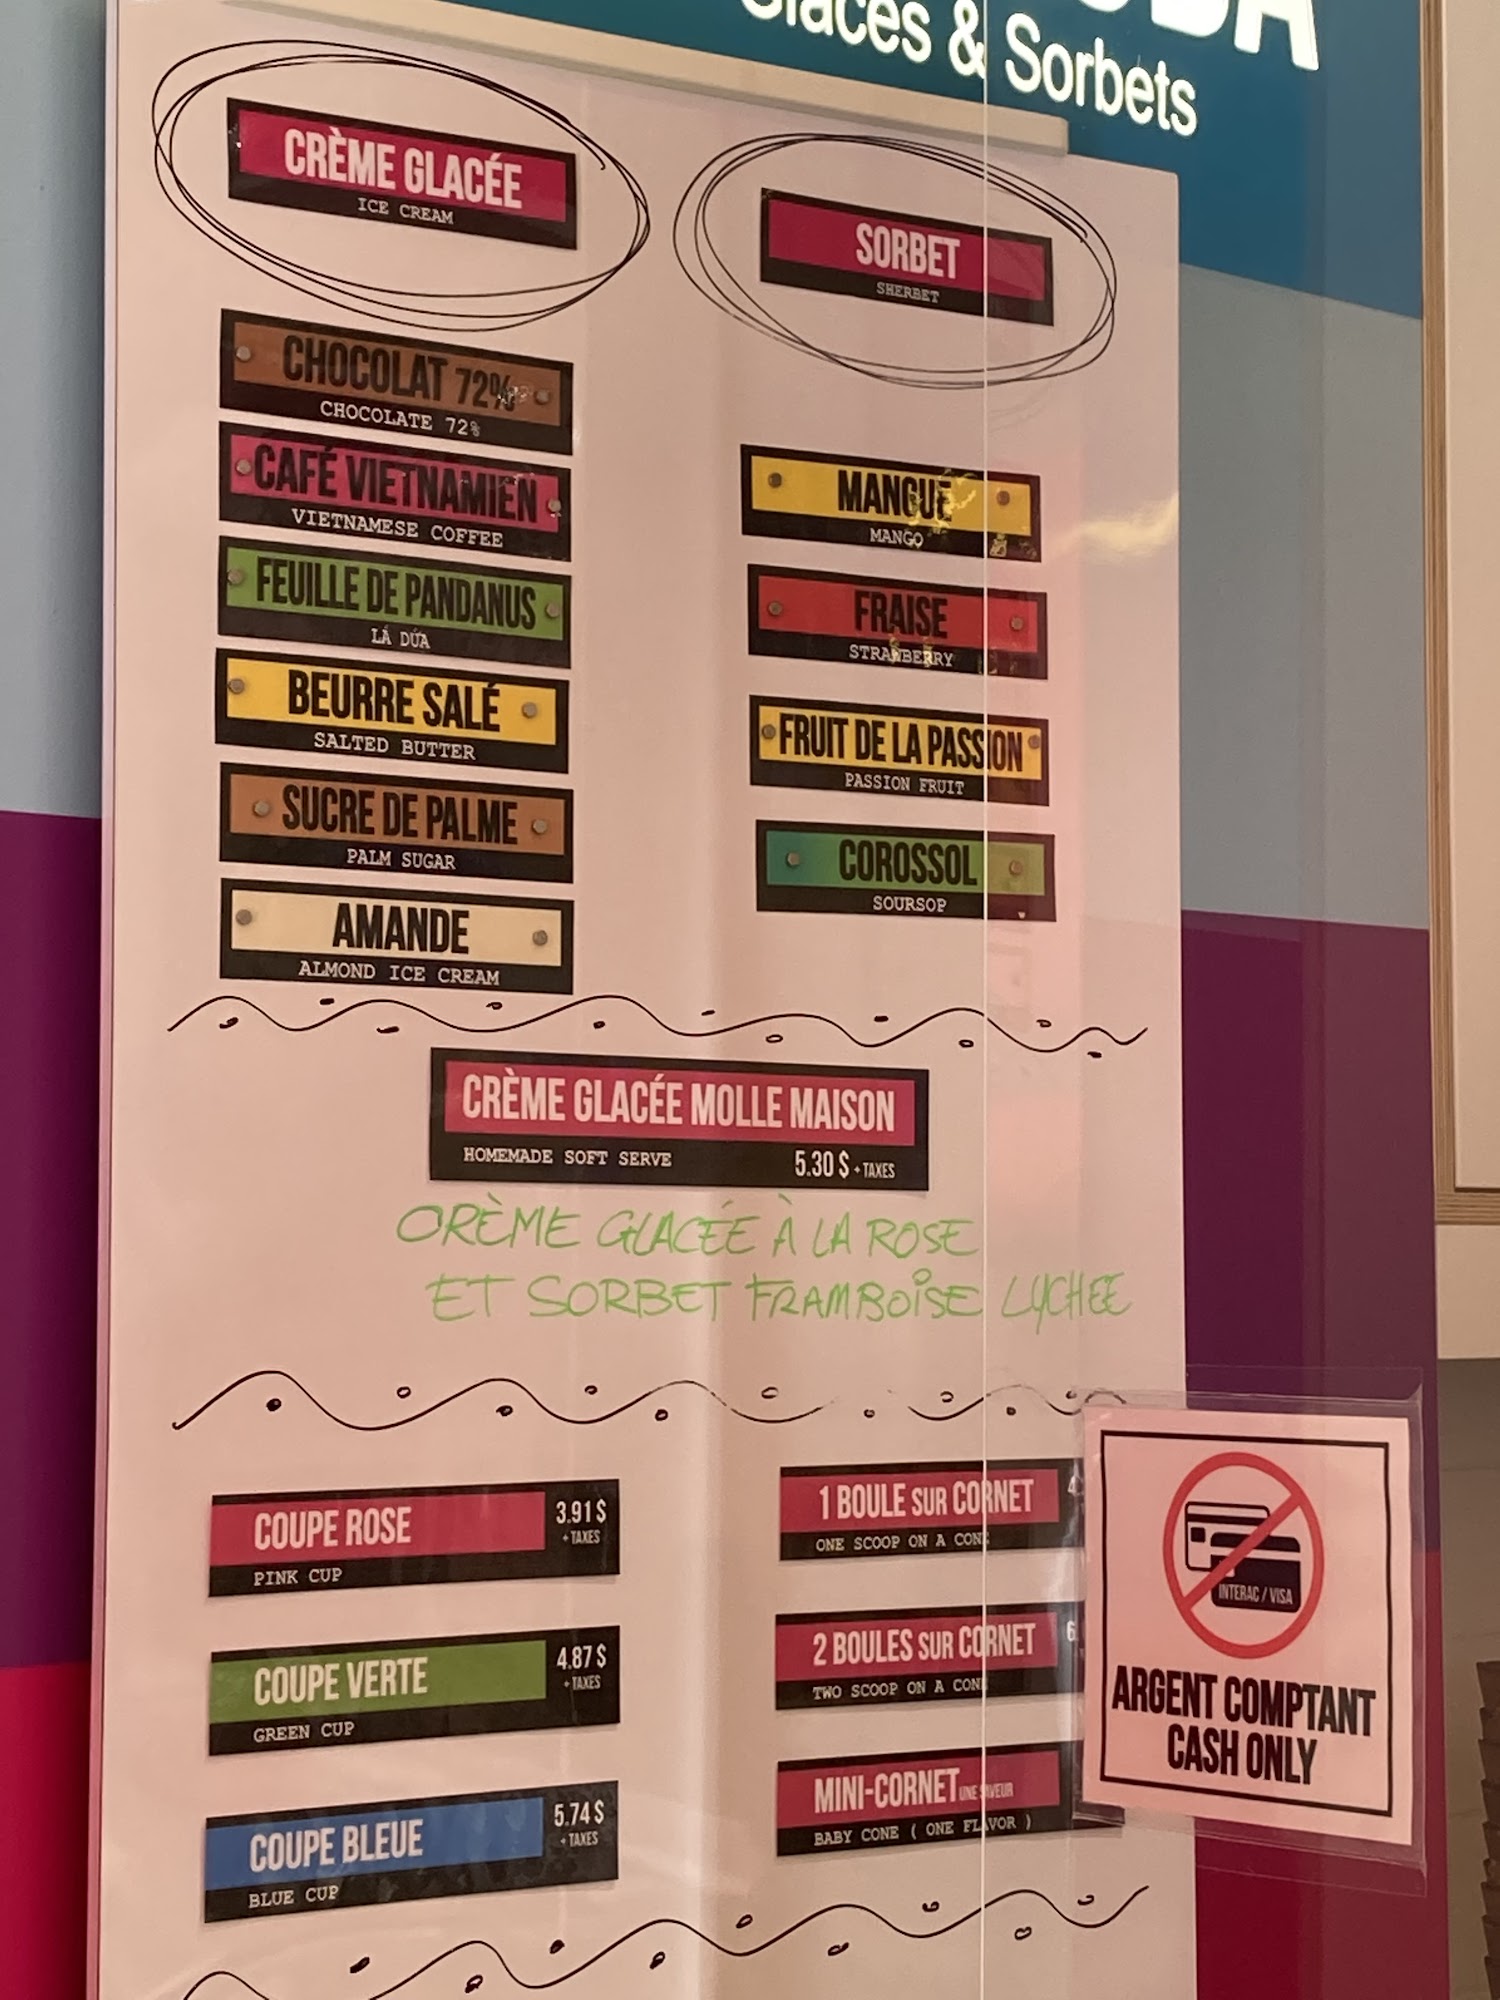 Glaces & Sorbets
CRÈME GLACÉE
ICE CREAM
CHOCOLAT 72%
CHOCOLATE 72%
CAFÉ VIETNAMIEN
VIETNAMESE COFFEE
FEUILLE DE PANDANUS
LÁ DỨA
BEURRE SALÉ
SALTED BUTTER
SUCRE DE PALME
PALM SUGAR
AMANDE
ALMOND ICE CREAM
SORBET
SHERBET
MANGUE
MANGO
FRAISE
STRAWBERRY
FRUIT DE LA PASSION
PASSION FRUIT
COROSSOL
SOURSOP
CRÈME GLACÉE MOLLE MAISON
HOMEMADE SOFT SERVE 5.30 $ + TAXES
CRÈME GLACÉE À LA ROSE
ET SORBET FRAMBOISE LYCHEE
COUPE ROSE 3.91 $
+ TAXES
PINK CUP
COUPE VERTE 4.87 $
+ TAXES
GREEN CUP
COUPE BLEUE 5.74 $
+ TAXES
BLUE CUP
1 BOULE SUR CORNET
ONE SCOOP ON A CONE
2 BOULES SUR CORNET
TWO SCOOP ON A CONE
MINI-CORNET UNE SAVEUR
BABY CONE ( ONE FLAVOR )
INTERAC / VISA
ARGENT COMPTANT
CASH ONLY